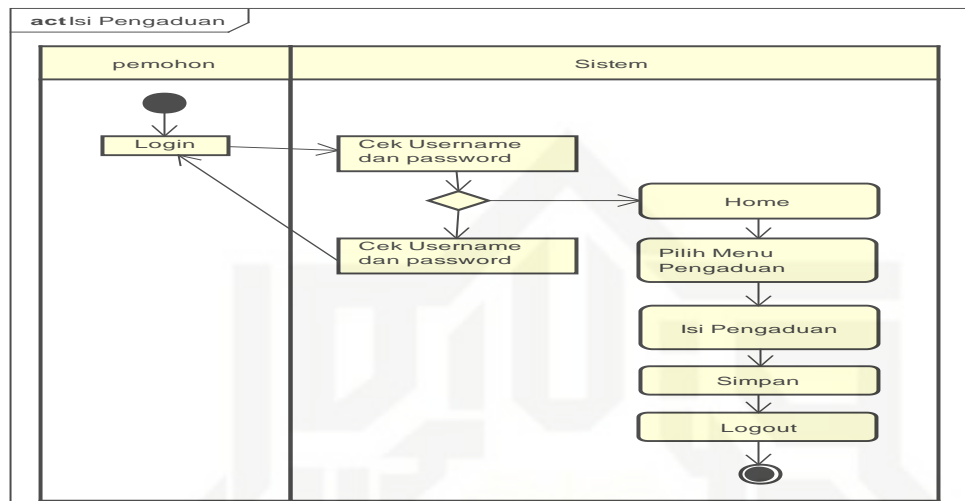 act Isi Pengaduan
pemohon
Sistem
Login
Cek Username
dan password
Cek Username
dan password
Home
Pilih Menu
Pengaduan
Isi Pengaduan
Simpan
Logout